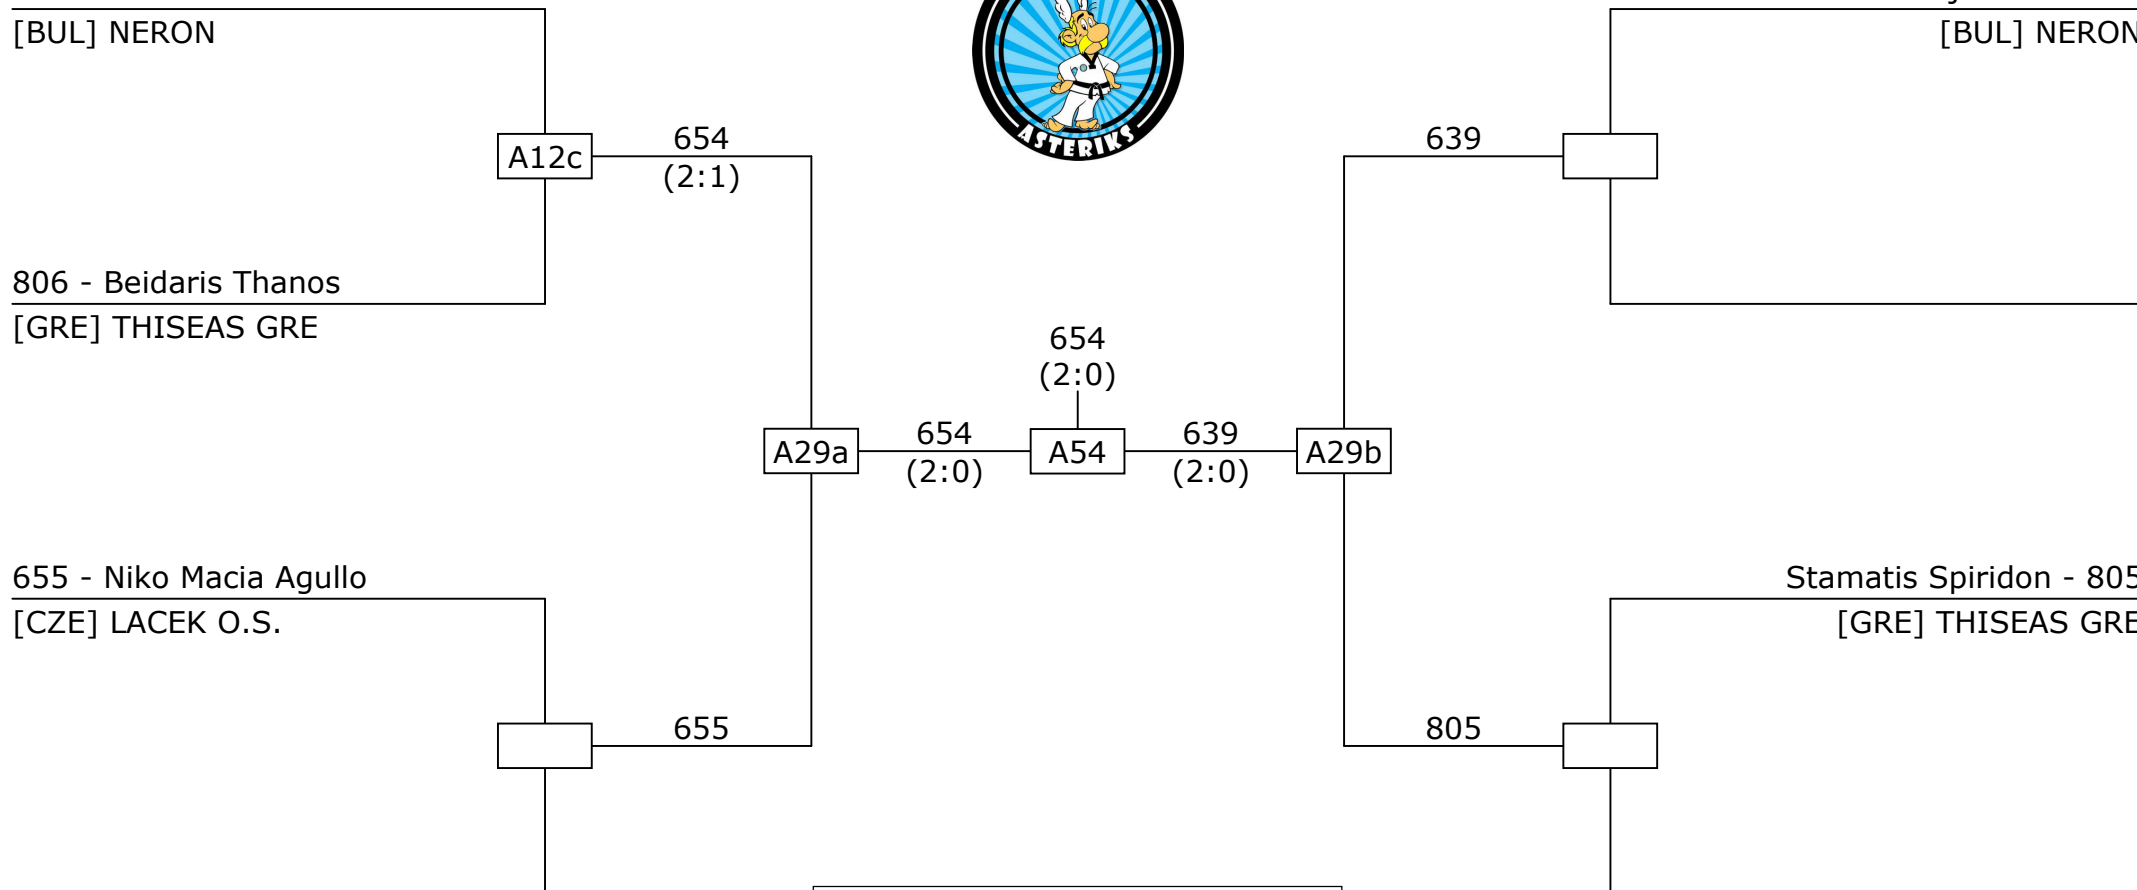 [BUL] NERON
[BUL] NERON
ASTERIKS
654
639
A12c
(2:1)
806 - Beidaris Thanos
[GRE] THISEAS GRE
654
(2:0)
654
639
A29a
A54
A29b
(2:0)
(2:0)
655 - Niko Macia Agullo
Stamatis Spiridon - 805
[CZE] LACEK O.S.
[GRE] THISEAS GRE
655
805